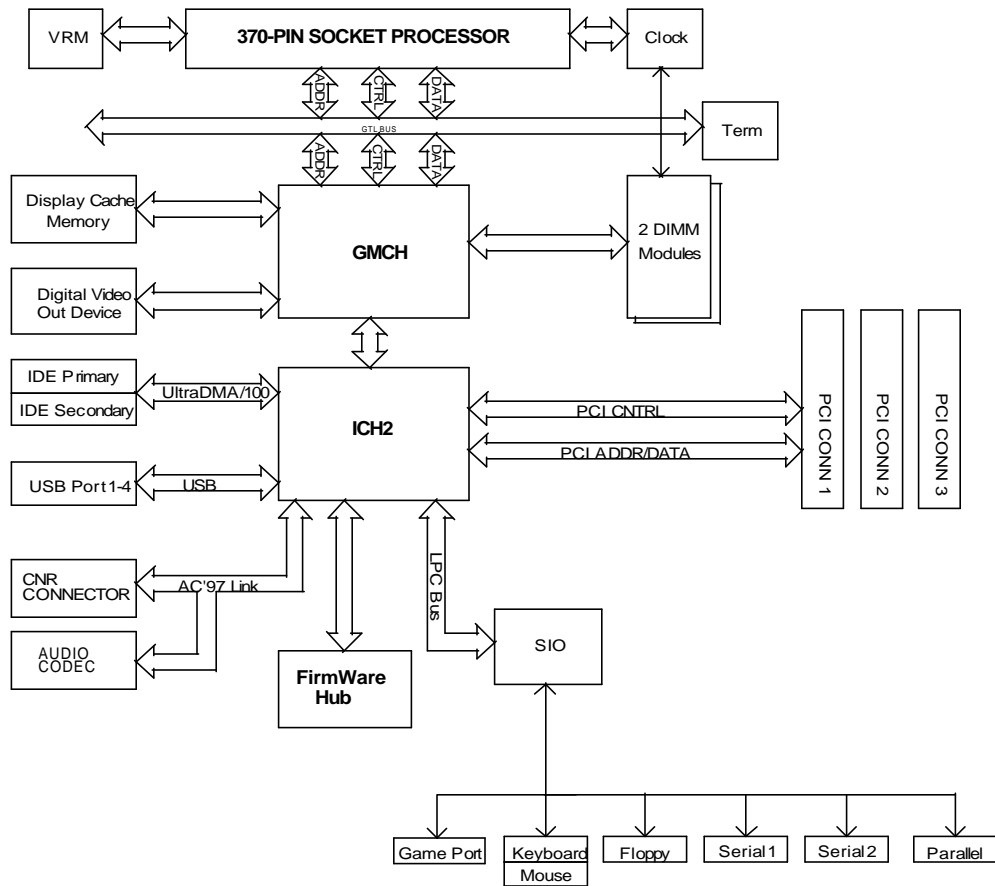 VRM
370-PIN SOCKET PROCESSOR
Clock
ADDR
CTRL
DATA
GTL BUS
Term
ADDR
CTRL
DATA
Display Cache
Memory
GMCH
2 DIMM
Modules
Digital Video
Out Device
IDE Primary
IDE Secondary
UltraDMA/100
ICH2
PCI CNTRL
PCI ADDR/DATA
PCI CONN 1
PCI CONN 2
PCI CONN 3
USB Port 1-4
USB
CNR
CONNECTOR
AC'97 Link
LPC Bus
AUDIO
CODEC
FirmWare
Hub
SIO
Game Port
Keyboard
Mouse
Floppy
Serial 1
Serial 2
Parallel